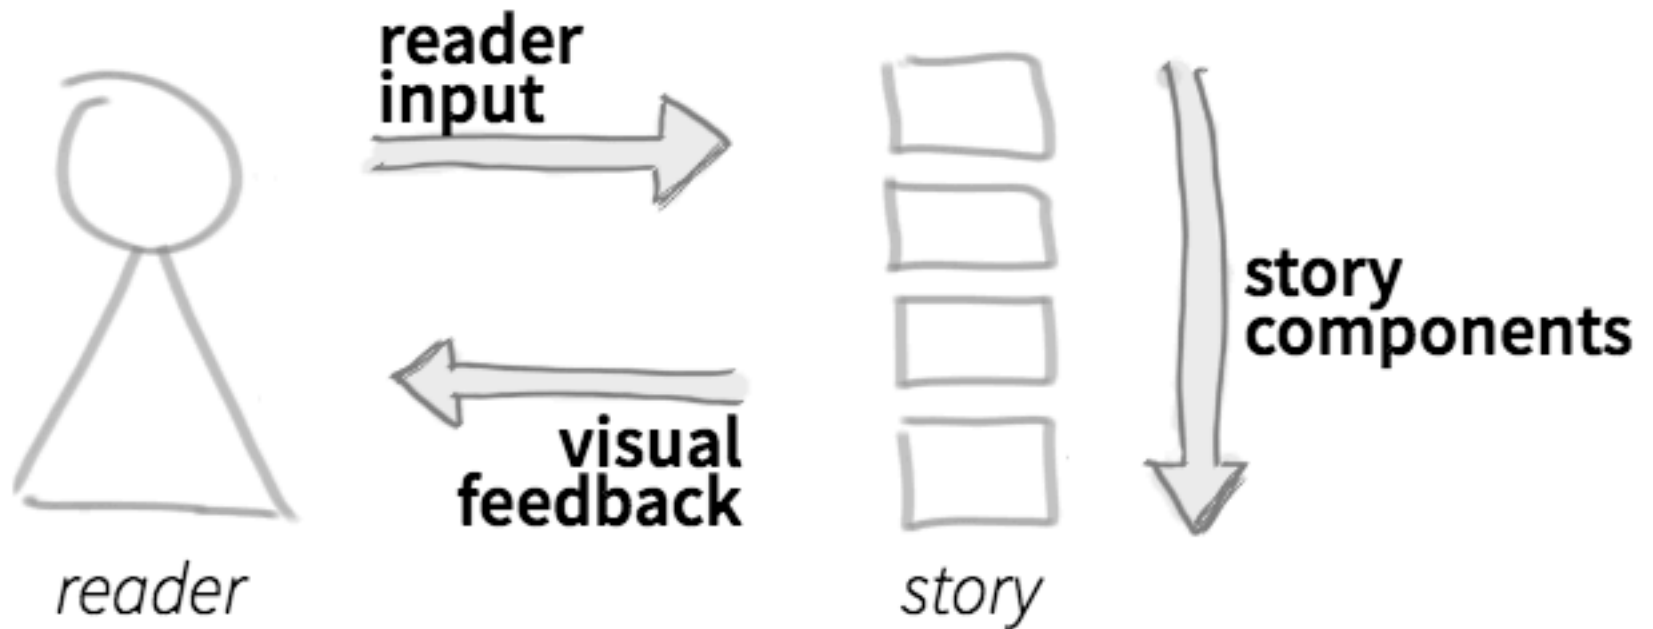 reader
input
story
components
visual
feedback
reader
story